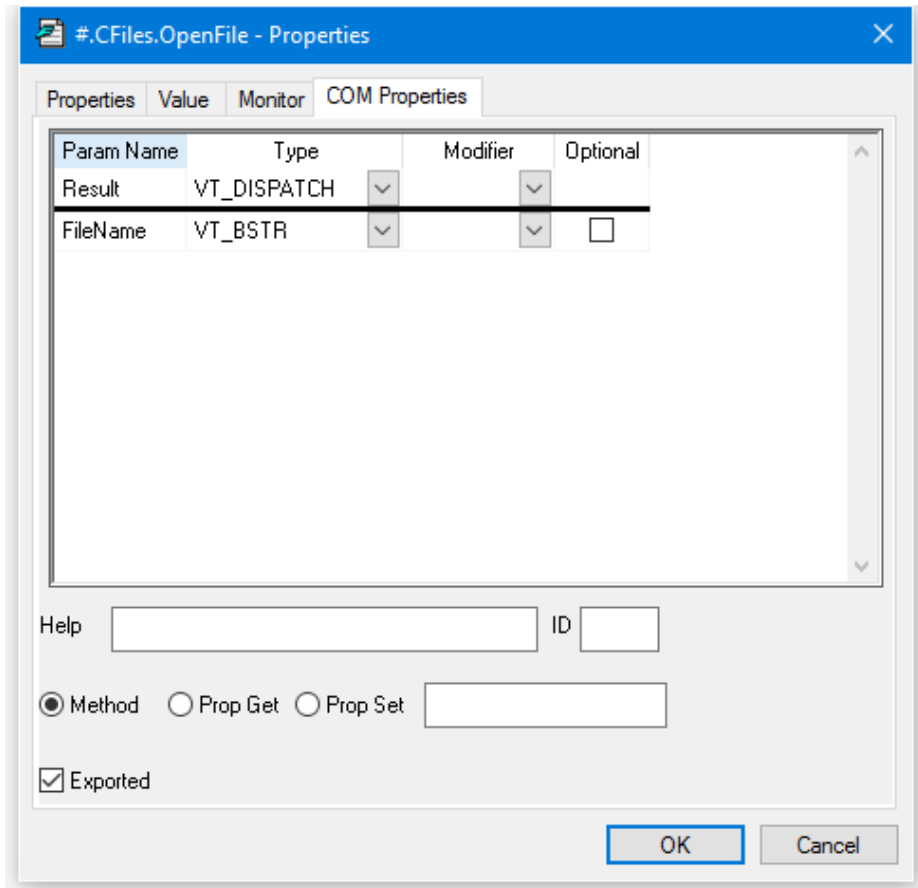 #.CFiles.OpenFile - Properties
Properties Value Monitor COM Properties
Param Name Type Modifier Optional
Result VT_DISPATCH
FileName VT_BSTR
Help ID
Method Prop Get Prop Set
Exported
OK Cancel